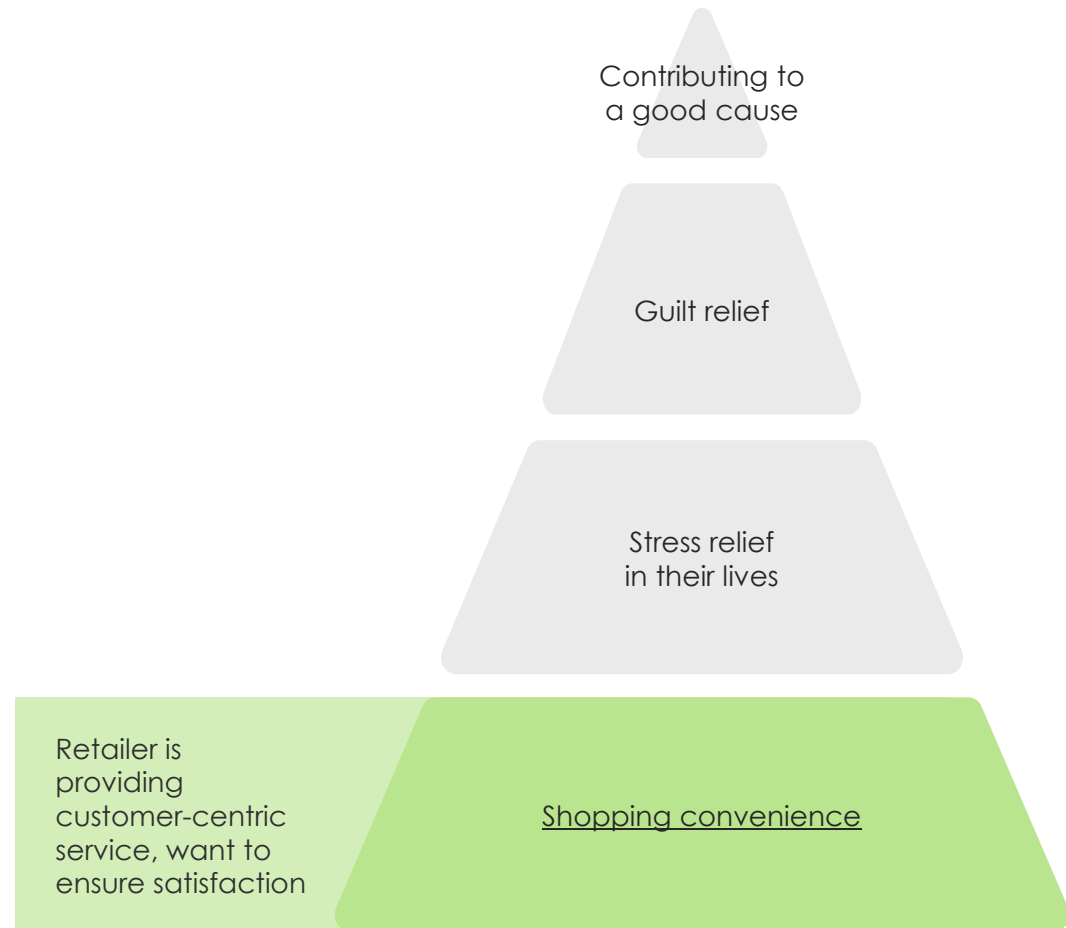 Contributing to
a good cause
Guilt relief
Stress relief
in their lives
Retailer is
providing
customer-centric
service, want to
ensure satisfaction
Shopping convenience